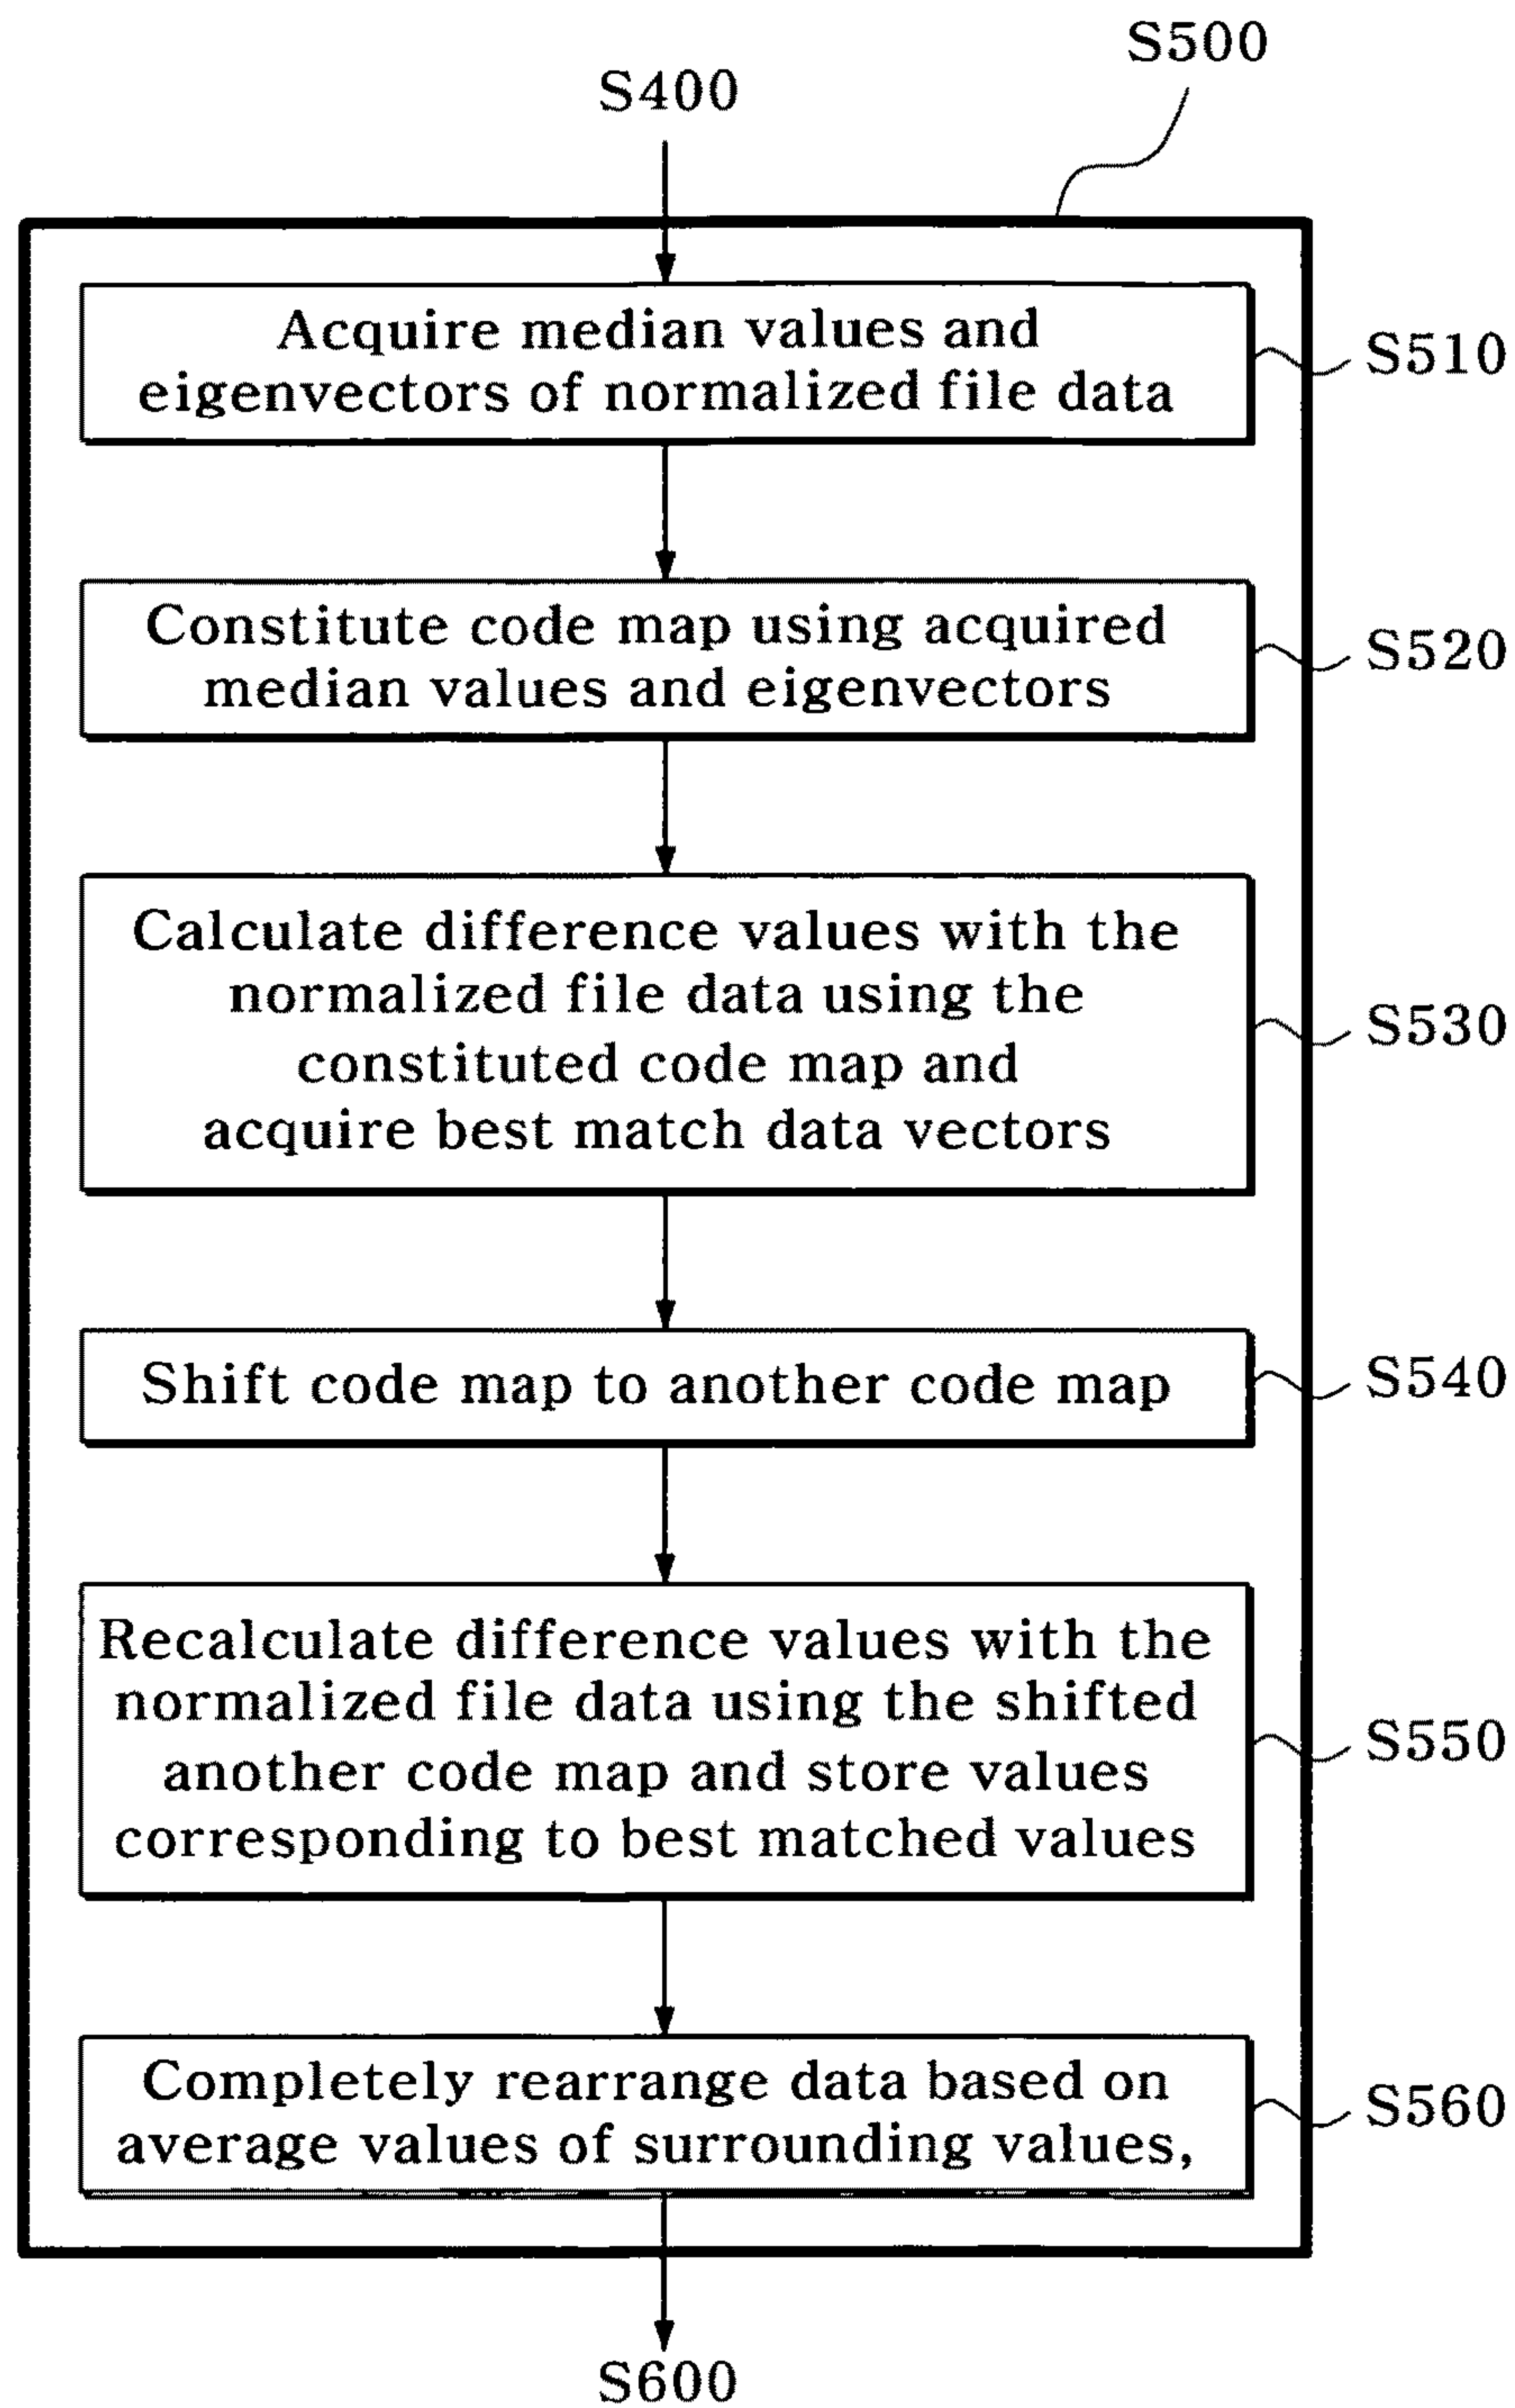 S500
S400
Acquire median values and
eigenvectors of normalized file data
S510
Constitute code map using acquired
median values and eigenvectors
S520
Calculate difference values with the
normalized file data using the
constituted code map and
acquire best match data vectors
S530
Shift code map to another code map
S540
Recalculate difference values with the
normalized file data using the shifted
another code map and store values
corresponding to best matched values
S550
Completely rearrange data based on
average values of surrounding values,
S560
S600